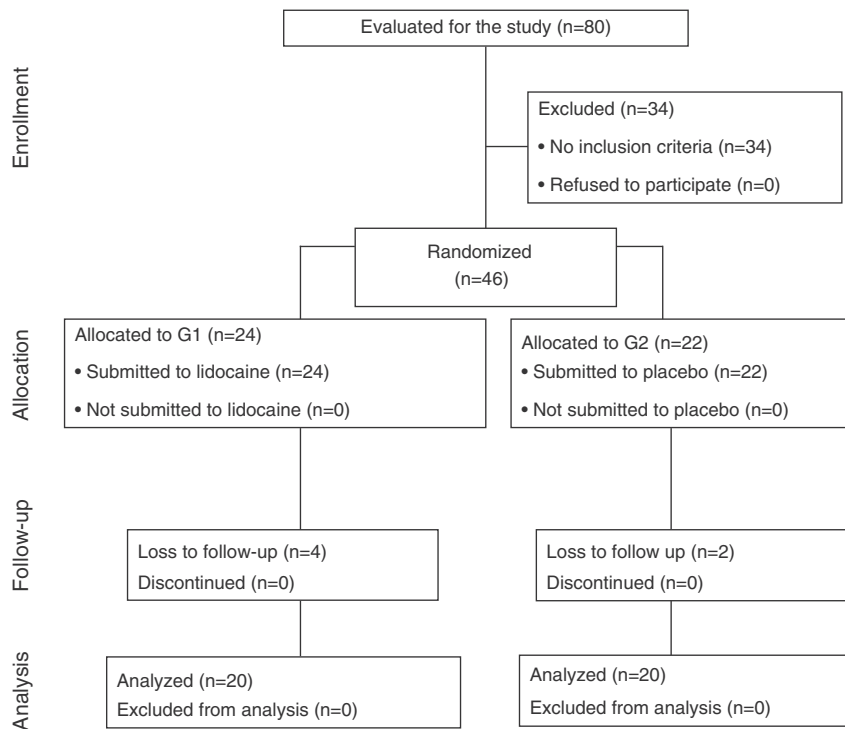 Evaluated for the study (n=80)
Enrollment
Excluded (n=34)
• No inclusion criteria (n=34)
• Refused to participate (n=0)
Randomized
(n=46)
Allocation
Allocated to G1 (n=24)
• Submitted to lidocaine (n=24)
• Not submitted to lidocaine (n=0)
Allocated to G2 (n=22)
• Submitted to placebo (n=22)
• Not submitted to placebo (n=0)
Follow-up
Loss to follow-up (n=4)
Discontinued (n=0)
Loss to follow up (n=2)
Discontinued (n=0)
Analysis
Analyzed (n=20)
Excluded from analysis (n=0)
Analyzed (n=20)
Excluded from analysis (n=0)